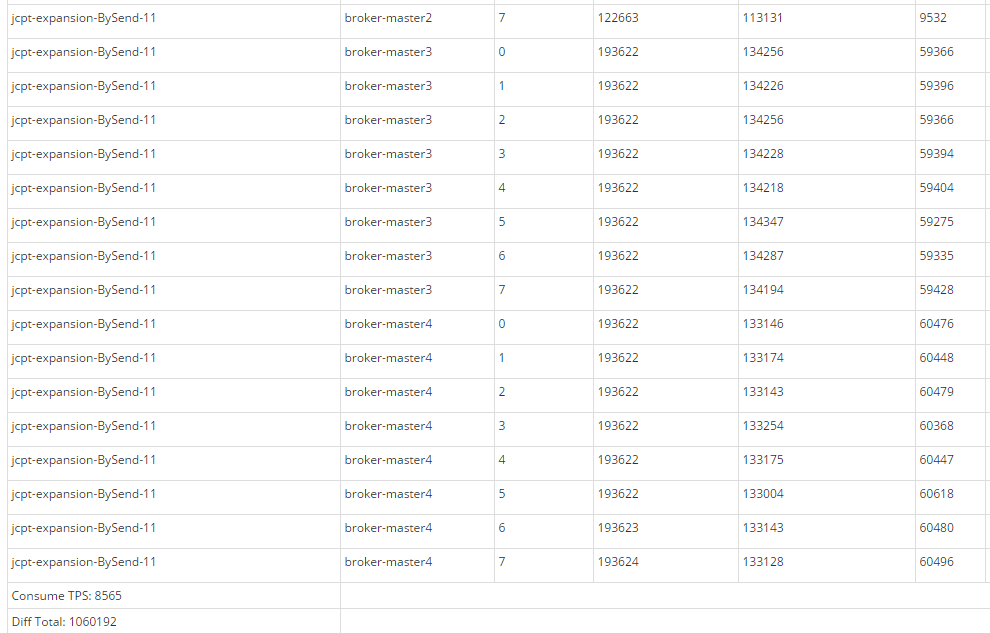 jcpt-expansion-BySend-11 broker-master2 7 122663 113131 9532
jcpt-expansion-BySend-11 broker-master3 0 193622 134256 59366
jcpt-expansion-BySend-11 broker-master3 1 193622 134226 59396
jcpt-expansion-BySend-11 broker-master3 2 193622 134256 59366
jcpt-expansion-BySend-11 broker-master3 3 193622 134228 59394
jcpt-expansion-BySend-11 broker-master3 4 193622 134218 59404
jcpt-expansion-BySend-11 broker-master3 5 193622 134347 59275
jcpt-expansion-BySend-11 broker-master3 6 193622 134287 59335
jcpt-expansion-BySend-11 broker-master3 7 193622 134194 59428
jcpt-expansion-BySend-11 broker-master4 0 193622 133146 60476
jcpt-expansion-BySend-11 broker-master4 1 193622 133174 60448
jcpt-expansion-BySend-11 broker-master4 2 193622 133143 60479
jcpt-expansion-BySend-11 broker-master4 3 193622 133254 60368
jcpt-expansion-BySend-11 broker-master4 4 193622 133175 60447
jcpt-expansion-BySend-11 broker-master4 5 193622 133004 60618
jcpt-expansion-BySend-11 broker-master4 6 193623 133143 60480
jcpt-expansion-BySend-11 broker-master4 7 193624 133128 60496
Consume TPS: 8565
Diff Total: 1060192